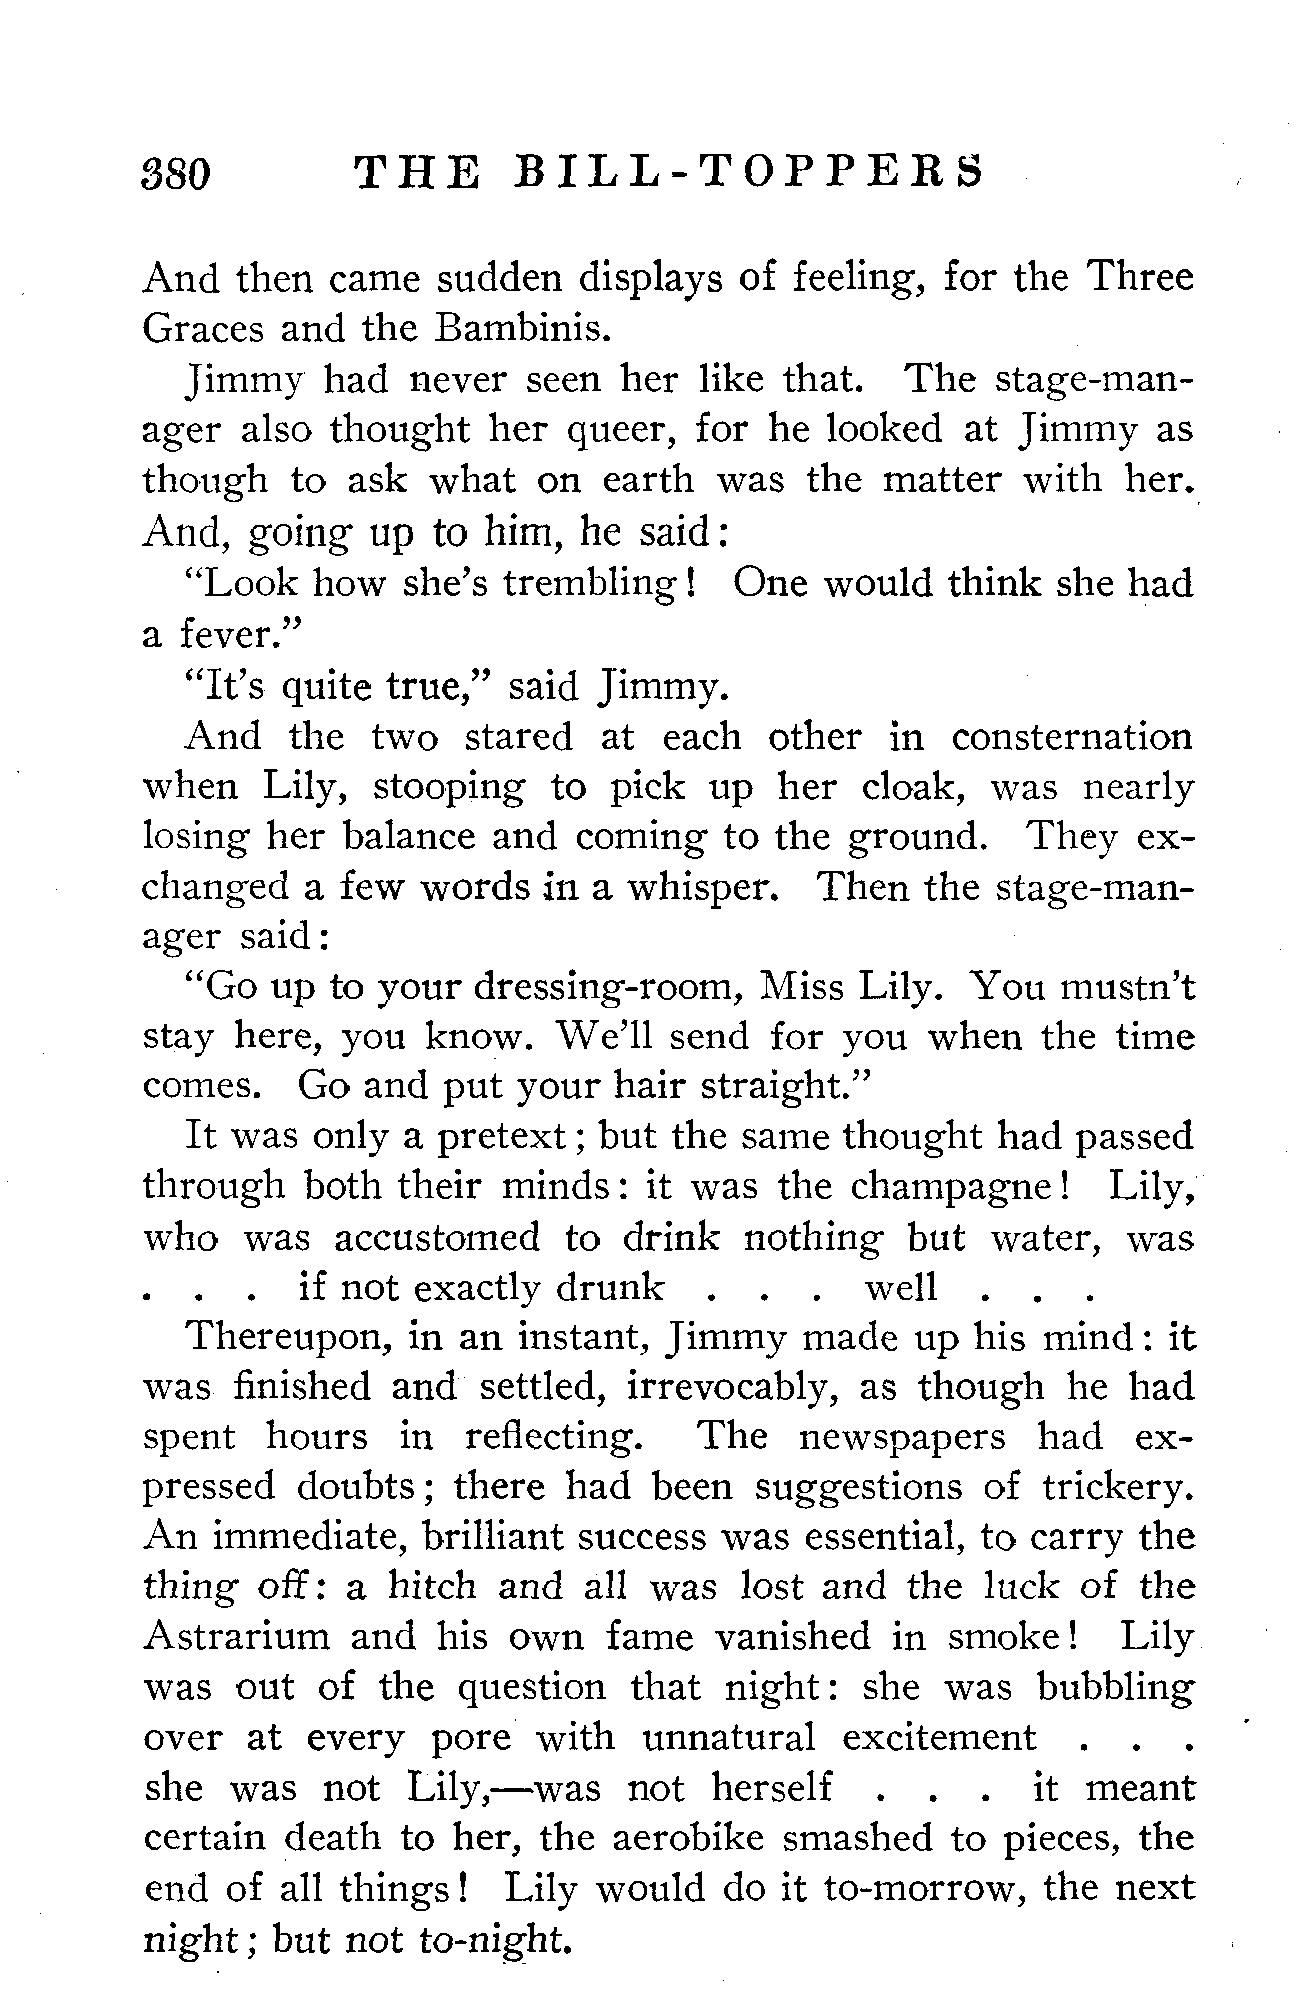 380 THE BILL-TOPPERS
And then came sudden displays of feeling, for the Three
Graces and the Bambinis.
Jimmy had never seen her like that. The stage-man-
ager also thought her queer, for he looked at Jimmy as
though to ask what on earth was the matter with her.
And, going up to him, he said:
“Look how she’s trembling! One would think she had
a fever.”
“It’s quite true,” said Jimmy.
And the two stared at each other in consternation
when Lily, stooping to pick up her cloak, was nearly
losing her balance and coming to the ground. They ex-
changed a few words in a whisper. Then the stage-man-
ager said:
“Go up to your dressing-room, Miss Lily. You mustn’t
stay here, you know. We’ll send for you when the time
comes. Go and put your hair straight.”
It was only a pretext; but the same thought had passed
through both their minds: it was the champagne! Lily,
who was accustomed to drink nothing but water, was
. . . if not exactly drunk . . . well . . .
Thereupon, in an instant, Jimmy made up his mind: it
was finished and settled, irrevocably, as though he had
spent hours in reflecting. The newspapers had ex-
pressed doubts; there had been suggestions of trickery.
An immediate, brilliant success was essential, to carry the
thing off: a hitch and all was lost and the luck of the
Astrarium and his own fame vanished in smoke! Lily
was out of the question that night: she was bubbling
over at every pore with unnatural excitement . . .
she was not Lily,—was not herself . . . it meant
certain death to her, the aerobike smashed to pieces, the
end of all things! Lily would do it to-morrow, the next
night; but not to-night.